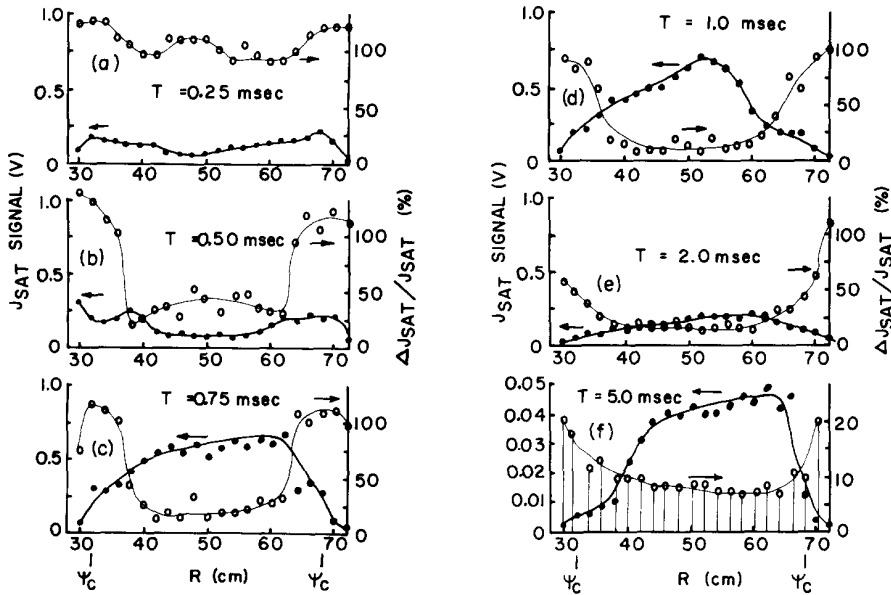 1.0
0.5
0
100
50
0
(a)
T = 0.25 msec
30 40 50 60 70
1.0
0.5
0.25
0
100
50
0
(b)
T = 0.50 msec
30 40 50 60 70
1.0
0.5
0
100
50
0
(c)
T = 0.75 msec
30 40 50 60 70
ΨC R (cm) ΨC
JSAT SIGNAL (V)
ΔJSAT/JSAT (%)
1.0
0.5
0
100
50
25
0
(d)
T = 1.0 msec
30 40 50 60 70
1.0
0.5
0.25
0
100
50
0
(e)
T = 2.0 msec
30 40 50 60 70
0.05
0.04
0.03
0.02
0.01
0
20
10
0
(f)
T = 5.0 msec
30 40 50 60 70
ΨC R (cm) ΨC
JSAT SIGNAL (V)
ΔJSAT/JSAT (%)